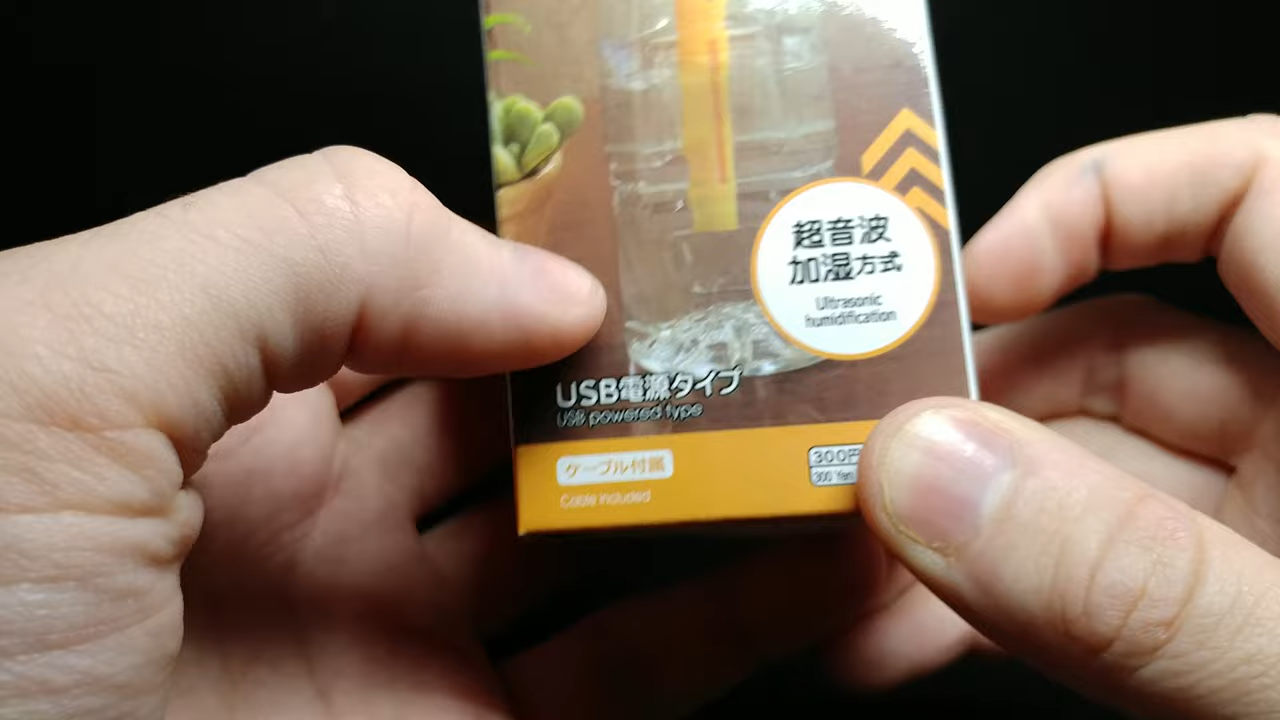 超音波
加湿方式
Ultrasonic
humidification
USB電源タイプ
USB powered type
ケーブル付属
Cable included
300円
300 Yen